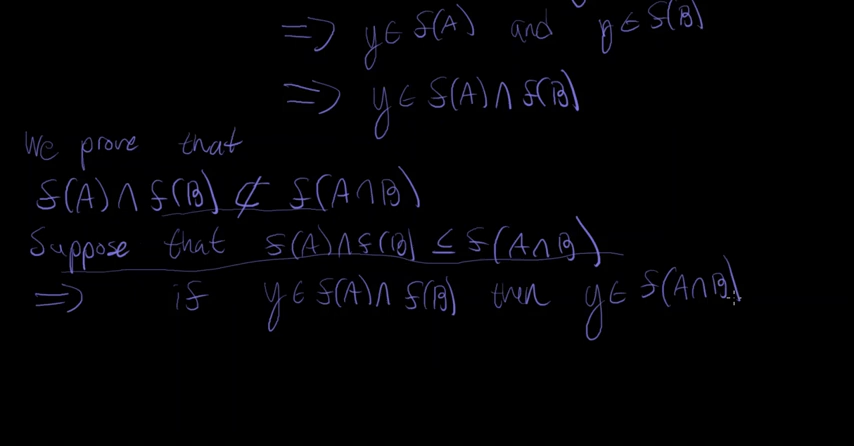 ⟹ y ∈ f(A) and y ∈ f(B)
⟹ y ∈ f(A) ∩ f(B)
We prove that
f(A) ∩ f(B) ⊄ f(A ∩ B)
Suppose that f(A) ∩ f(B) ⊆ f(A ∩ B)
⟹ if y ∈ f(A) ∩ f(B) then y ∈ f(A ∩ B)